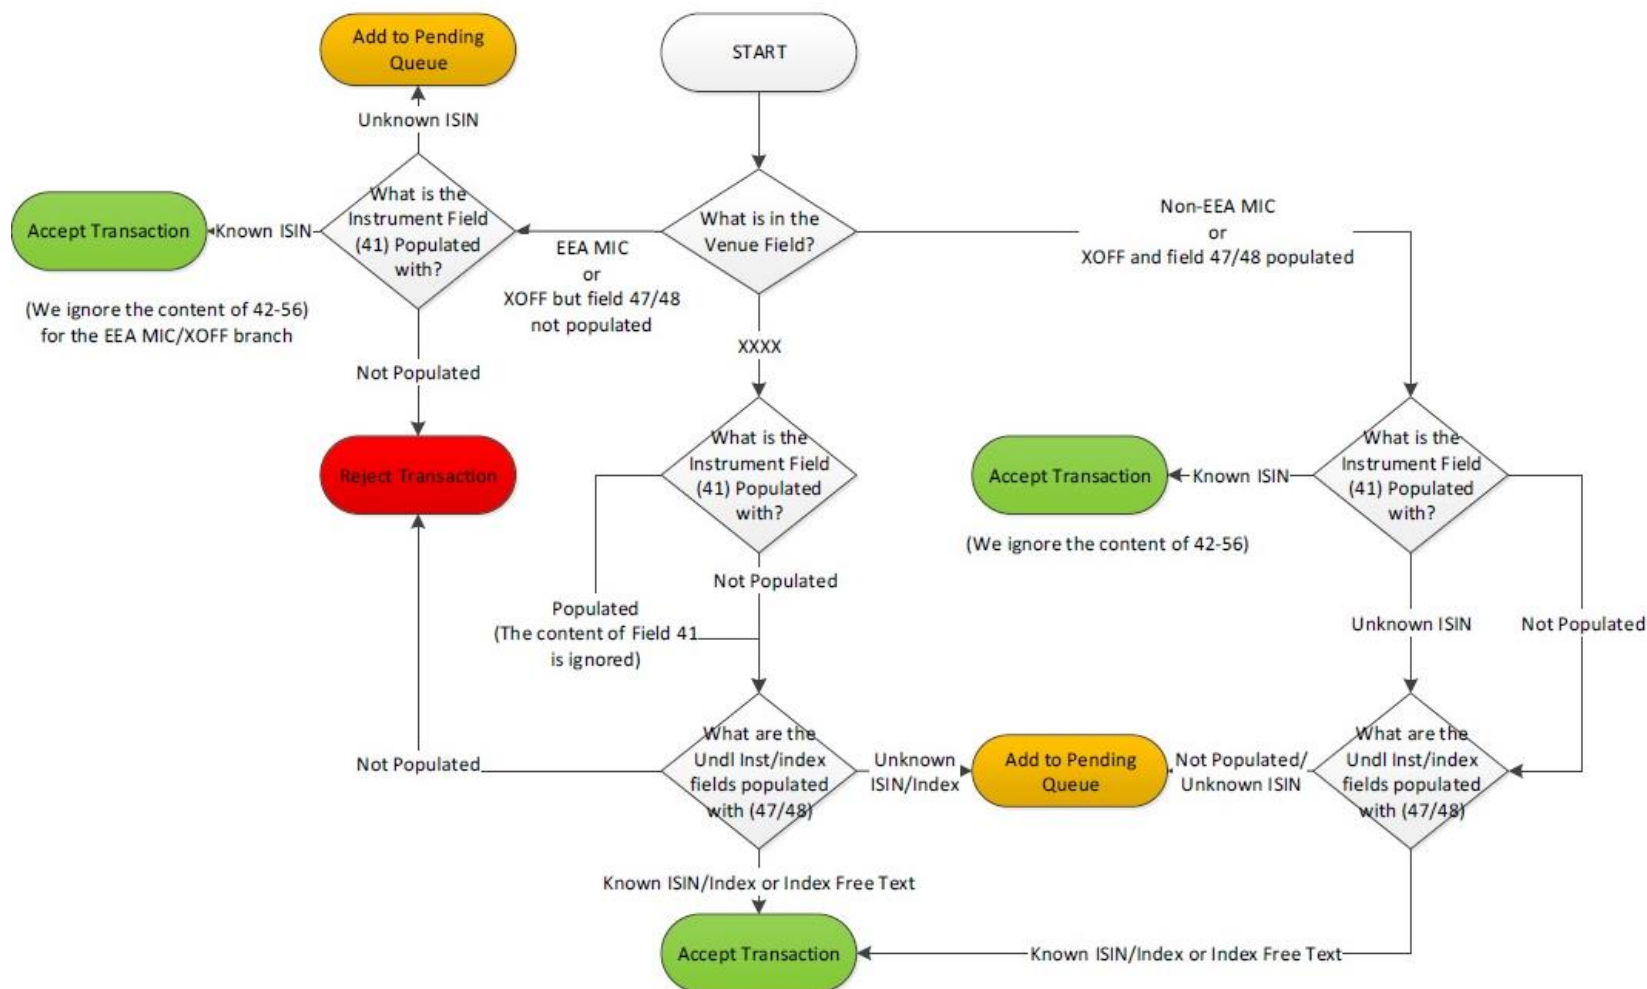 Add to Pending
Queue
START
Unknown ISIN
What is the
Instrument Field
(41) Populated
with?
Accept Transaction
Known ISIN
What is in the
Venue Field?
EEA MIC
or
XOFF but field 47/48
not populated
Non-EEA MIC
or
XOFF and field 47/48 populated
(We ignore the content of 42-56)
for the EEA MIC/XOFF branch
XXXX
Not Populated
Reject Transaction
What is the
Instrument Field
(41) Populated
with?
Accept Transaction
Known ISIN
What is the
Instrument Field
(41) Populated
with?
(We ignore the content of 42-56)
Not Populated
Populated
(The content of Field 41
is ignored)
Unknown ISIN
Not Populated
Not Populated
What are the
Undl Inst/index
fields populated
with (47/48)
Unknown
ISIN/Index
Add to Pending
Queue
Not Populated/
Unknown ISIN
What are the
Undl Inst/index
fields populated
with (47/48)
Known ISIN/Index or Index Free Text
Accept Transaction
Known ISIN/Index or Index Free Text